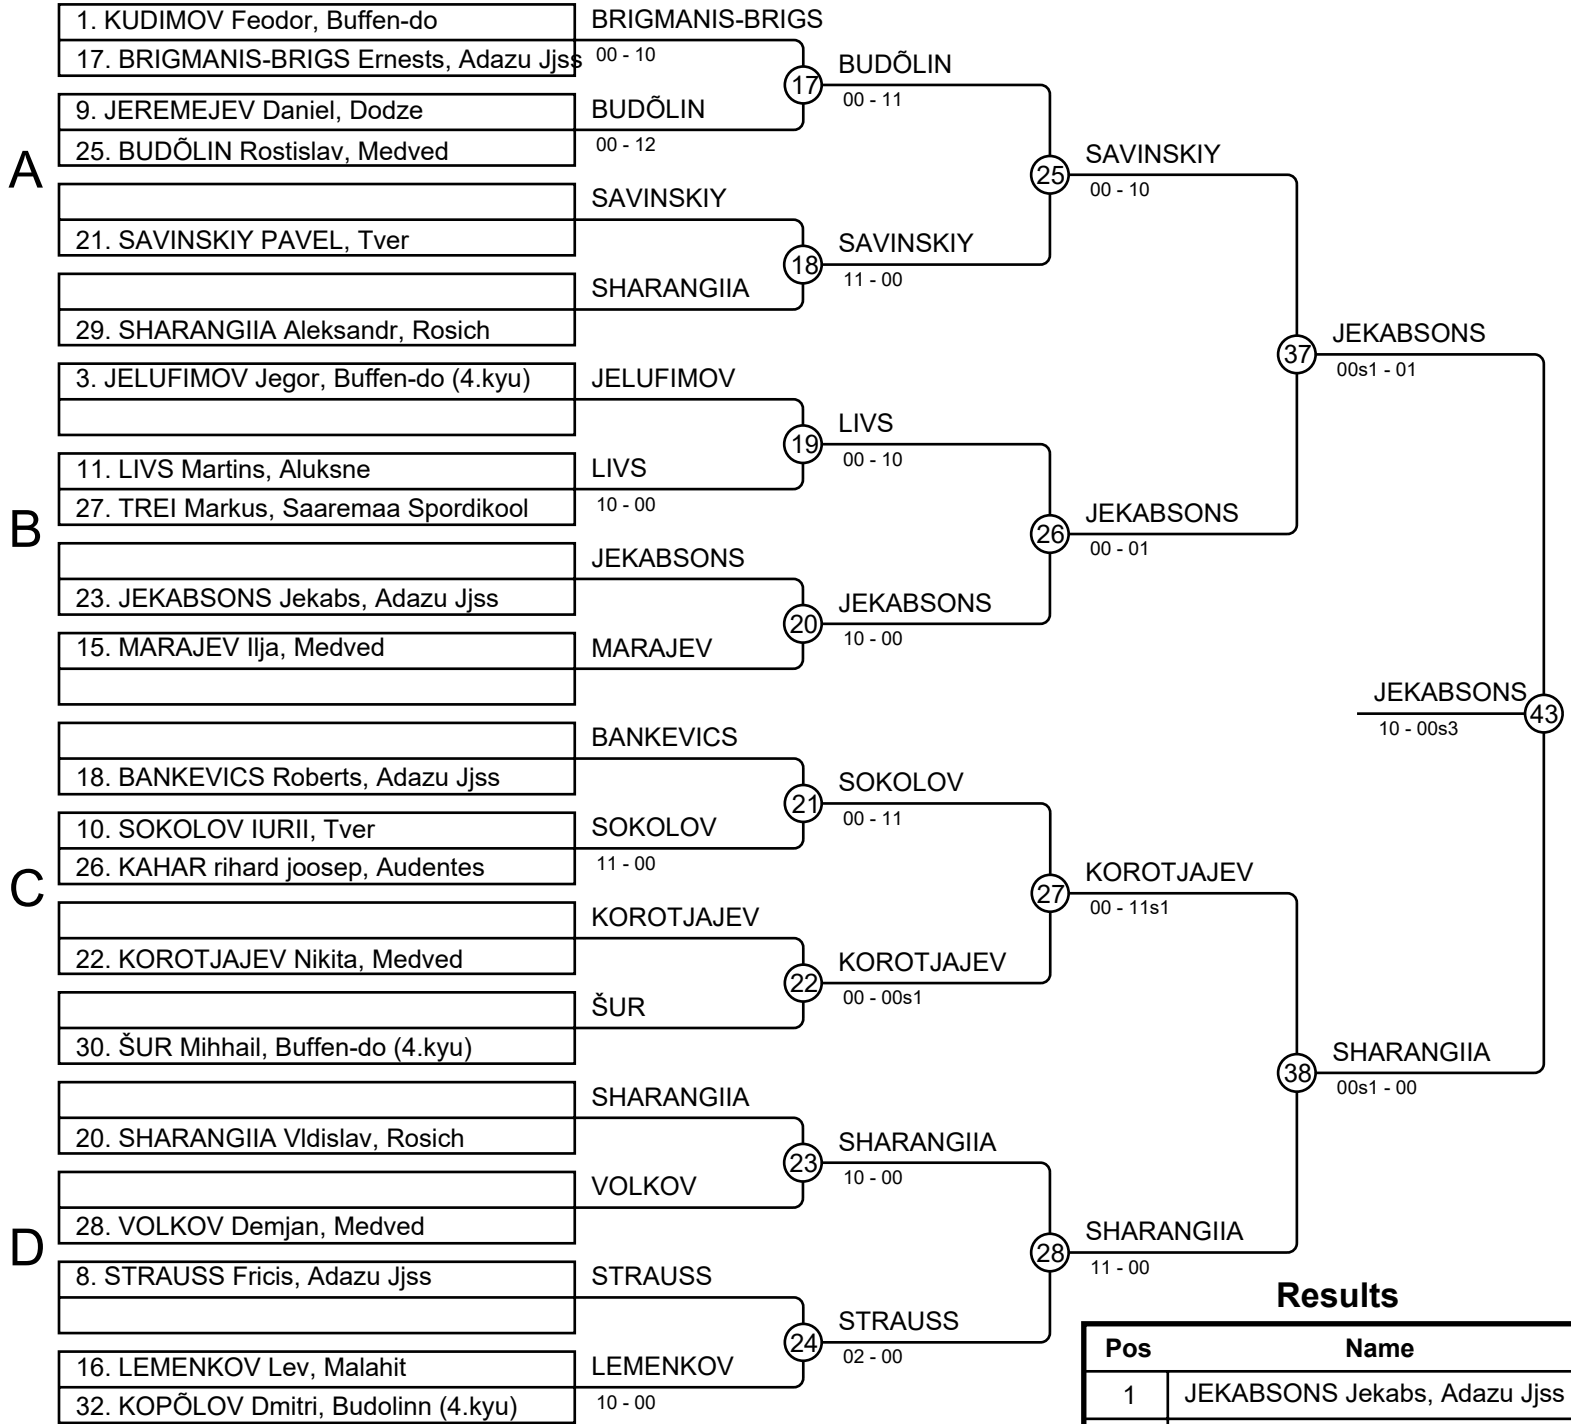 1. KUDIMOV Feodor, Buffen-do
17. BRIGMANIS-BRIGS Ernests, Adazu Jjss
9. JEREMEJEV Daniel, Dodze
25. BUDÕLIN Rostislav, Medved
A
21. SAVINSKIY PAVEL, Tver
29. SHARANGIIA Aleksandr, Rosich
3. JELUFIMOV Jegor, Buffen-do (4.kyu)
11. LIVS Martins, Aluksne
27. TREI Markus, Saaremaa Spordikool
B
23. JEKABSONS Jekabs, Adazu Jjss
15. MARAJEV Ilja, Medved
18. BANKEVICS Roberts, Adazu Jjss
10. SOKOLOV IURII, Tver
26. KAHAR rihard joosep, Audentes
C
22. KOROTJAJEV Nikita, Medved
30. ŠUR Mihhail, Buffen-do (4.kyu)
20. SHARANGIIA Vldislav, Rosich
28. VOLKOV Demjan, Medved
D
8. STRAUSS Fricis, Adazu Jjss
16. LEMENKOV Lev, Malahit
32. KOPÕLOV Dmitri, Budolinn (4.kyu)
BRIGMANIS-BRIGS
00 - 10
BUDÕLIN
00 - 12
SAVINSKIY
SHARANGIIA
JELUFIMOV
LIVS
10 - 00
JEKABSONS
MARAJEV
BANKEVICS
SOKOLOV
11 - 00
KOROTJAJEV
ŠUR
SHARANGIIA
VOLKOV
STRAUSS
LEMENKOV
10 - 00
17
BUDÕLIN
00 - 11
18
SAVINSKIY
11 - 00
19
LIVS
00 - 10
20
JEKABSONS
10 - 00
21
SOKOLOV
00 - 11
22
KOROTJAJEV
00 - 00s1
23
SHARANGIIA
10 - 00
24
STRAUSS
02 - 00
25
SAVINSKIY
00 - 10
26
JEKABSONS
00 - 01
27
KOROTJAJEV
00 - 11s1
28
SHARANGIIA
11 - 00
37
JEKABSONS
00s1 - 01
38
SHARANGIIA
00s1 - 00
JEKABSONS
43
10 - 00s3
Results
Pos Name
1 JEKABSONS Jekabs, Adazu Jjss